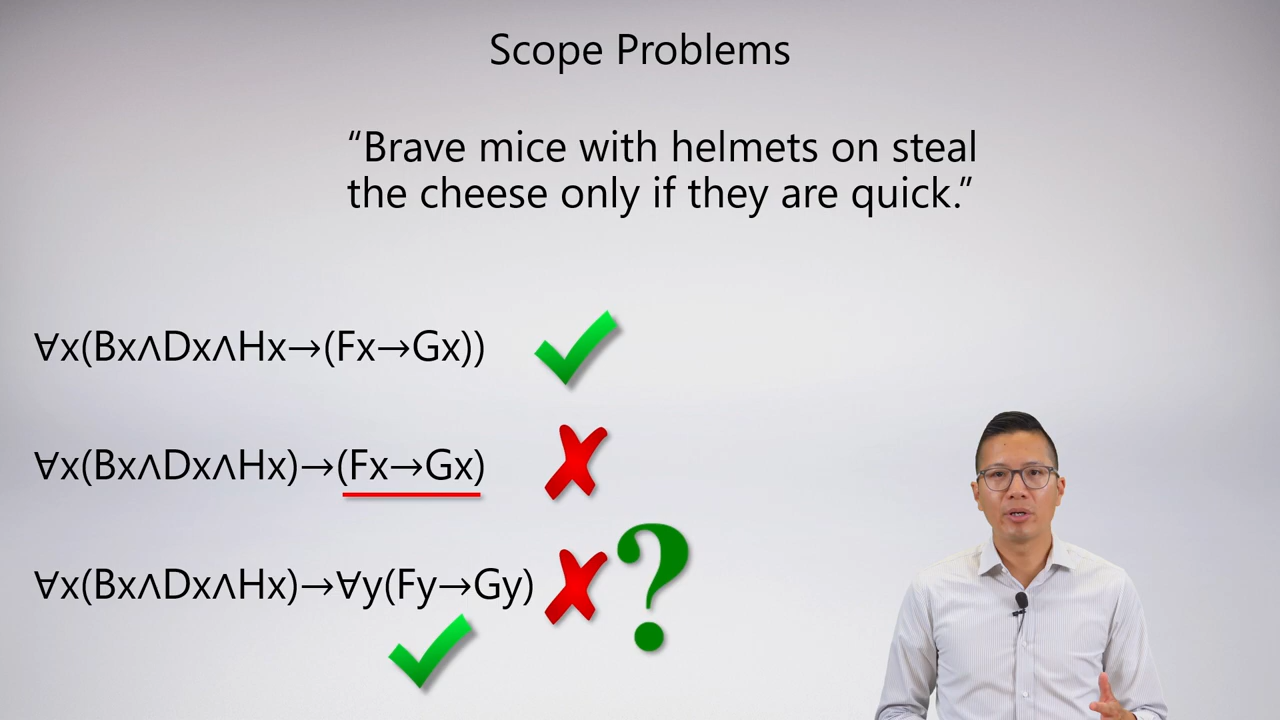 Scope Problems
“Brave mice with helmets on steal
the cheese only if they are quick.”
∀x(Bx∧Dx∧Hx→(Fx→Gx))
∀x(Bx∧Dx∧Hx)→(Fx→Gx)
∀x(Bx∧Dx∧Hx)→∀y(Fy→Gy)
?